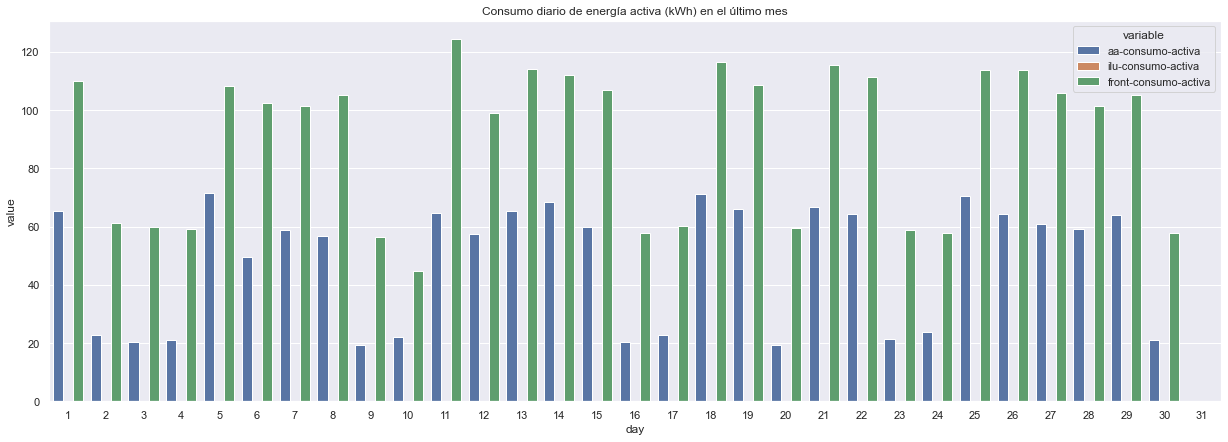 Consumo diario de energía activa (kWh) en el último mes
variable
aa-consumo-activa
ilu-consumo-activa
front-consumo-activa
value
120
100
80
60
40
20
0
1 2 3 4 5 6 7 8 9 10 11 12 13 14 15 16 17 18 19 20 21 22 23 24 25 26 27 28 29 30 31
day